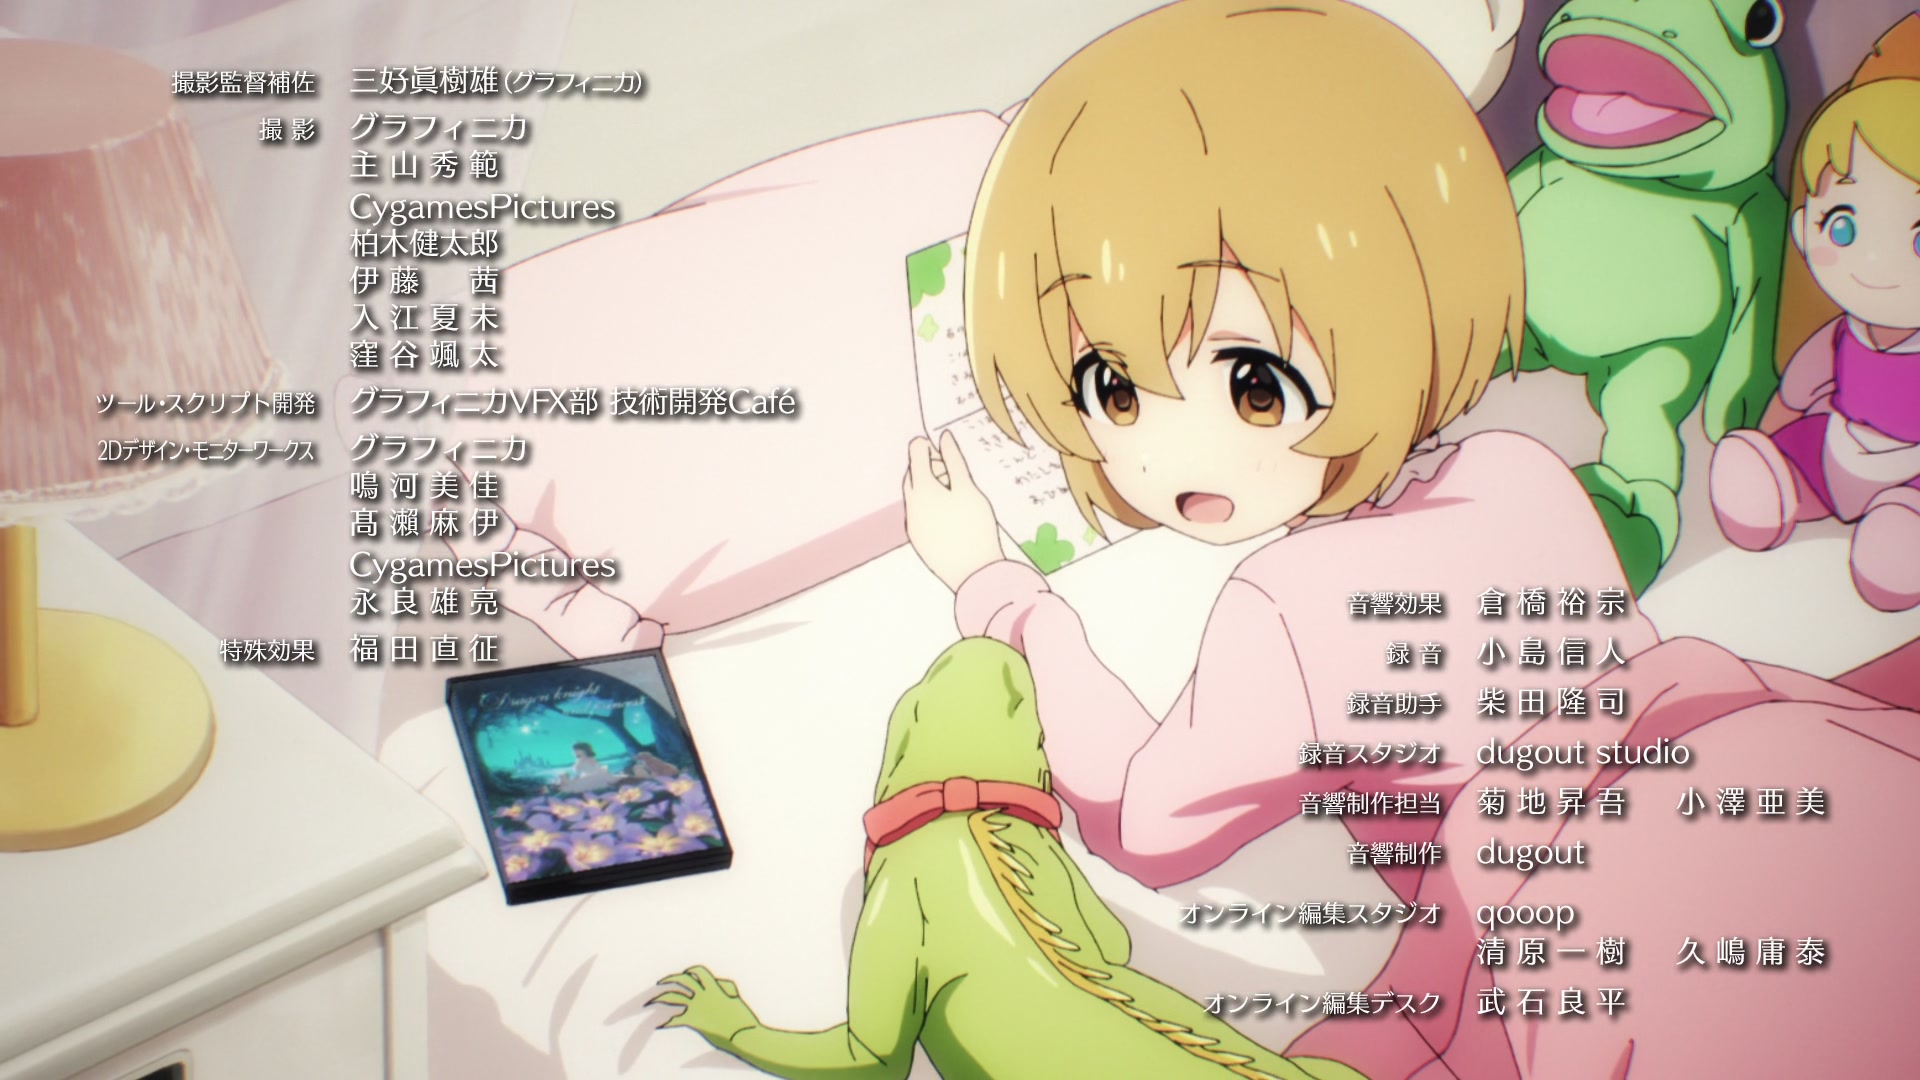 撮影監督補佐 三好眞樹雄(グラフィニカ)
撮影 グラフィニカ
主山秀範
CygamesPictures
柏木健太郎
伊藤 茜
入江夏未
窪谷颯太
ツール・スクリプト開発 グラフィニカVFX部 技術開発Café
2Dデザイン・モニターワークス グラフィニカ
鳴河美佳
髙瀨麻伊
CygamesPictures
永良雄亮
特殊効果 福田直征
Dragon knight
Princess
音響効果 倉橋裕宗
録音 小島信人
録音助手 柴田隆司
録音スタジオ dugout studio
音響制作担当 菊地昇吾 小澤亜美
音響制作 dugout
オンライン編集スタジオ qooop
清原一樹 久嶋庸泰
オンライン編集デスク 武石良平